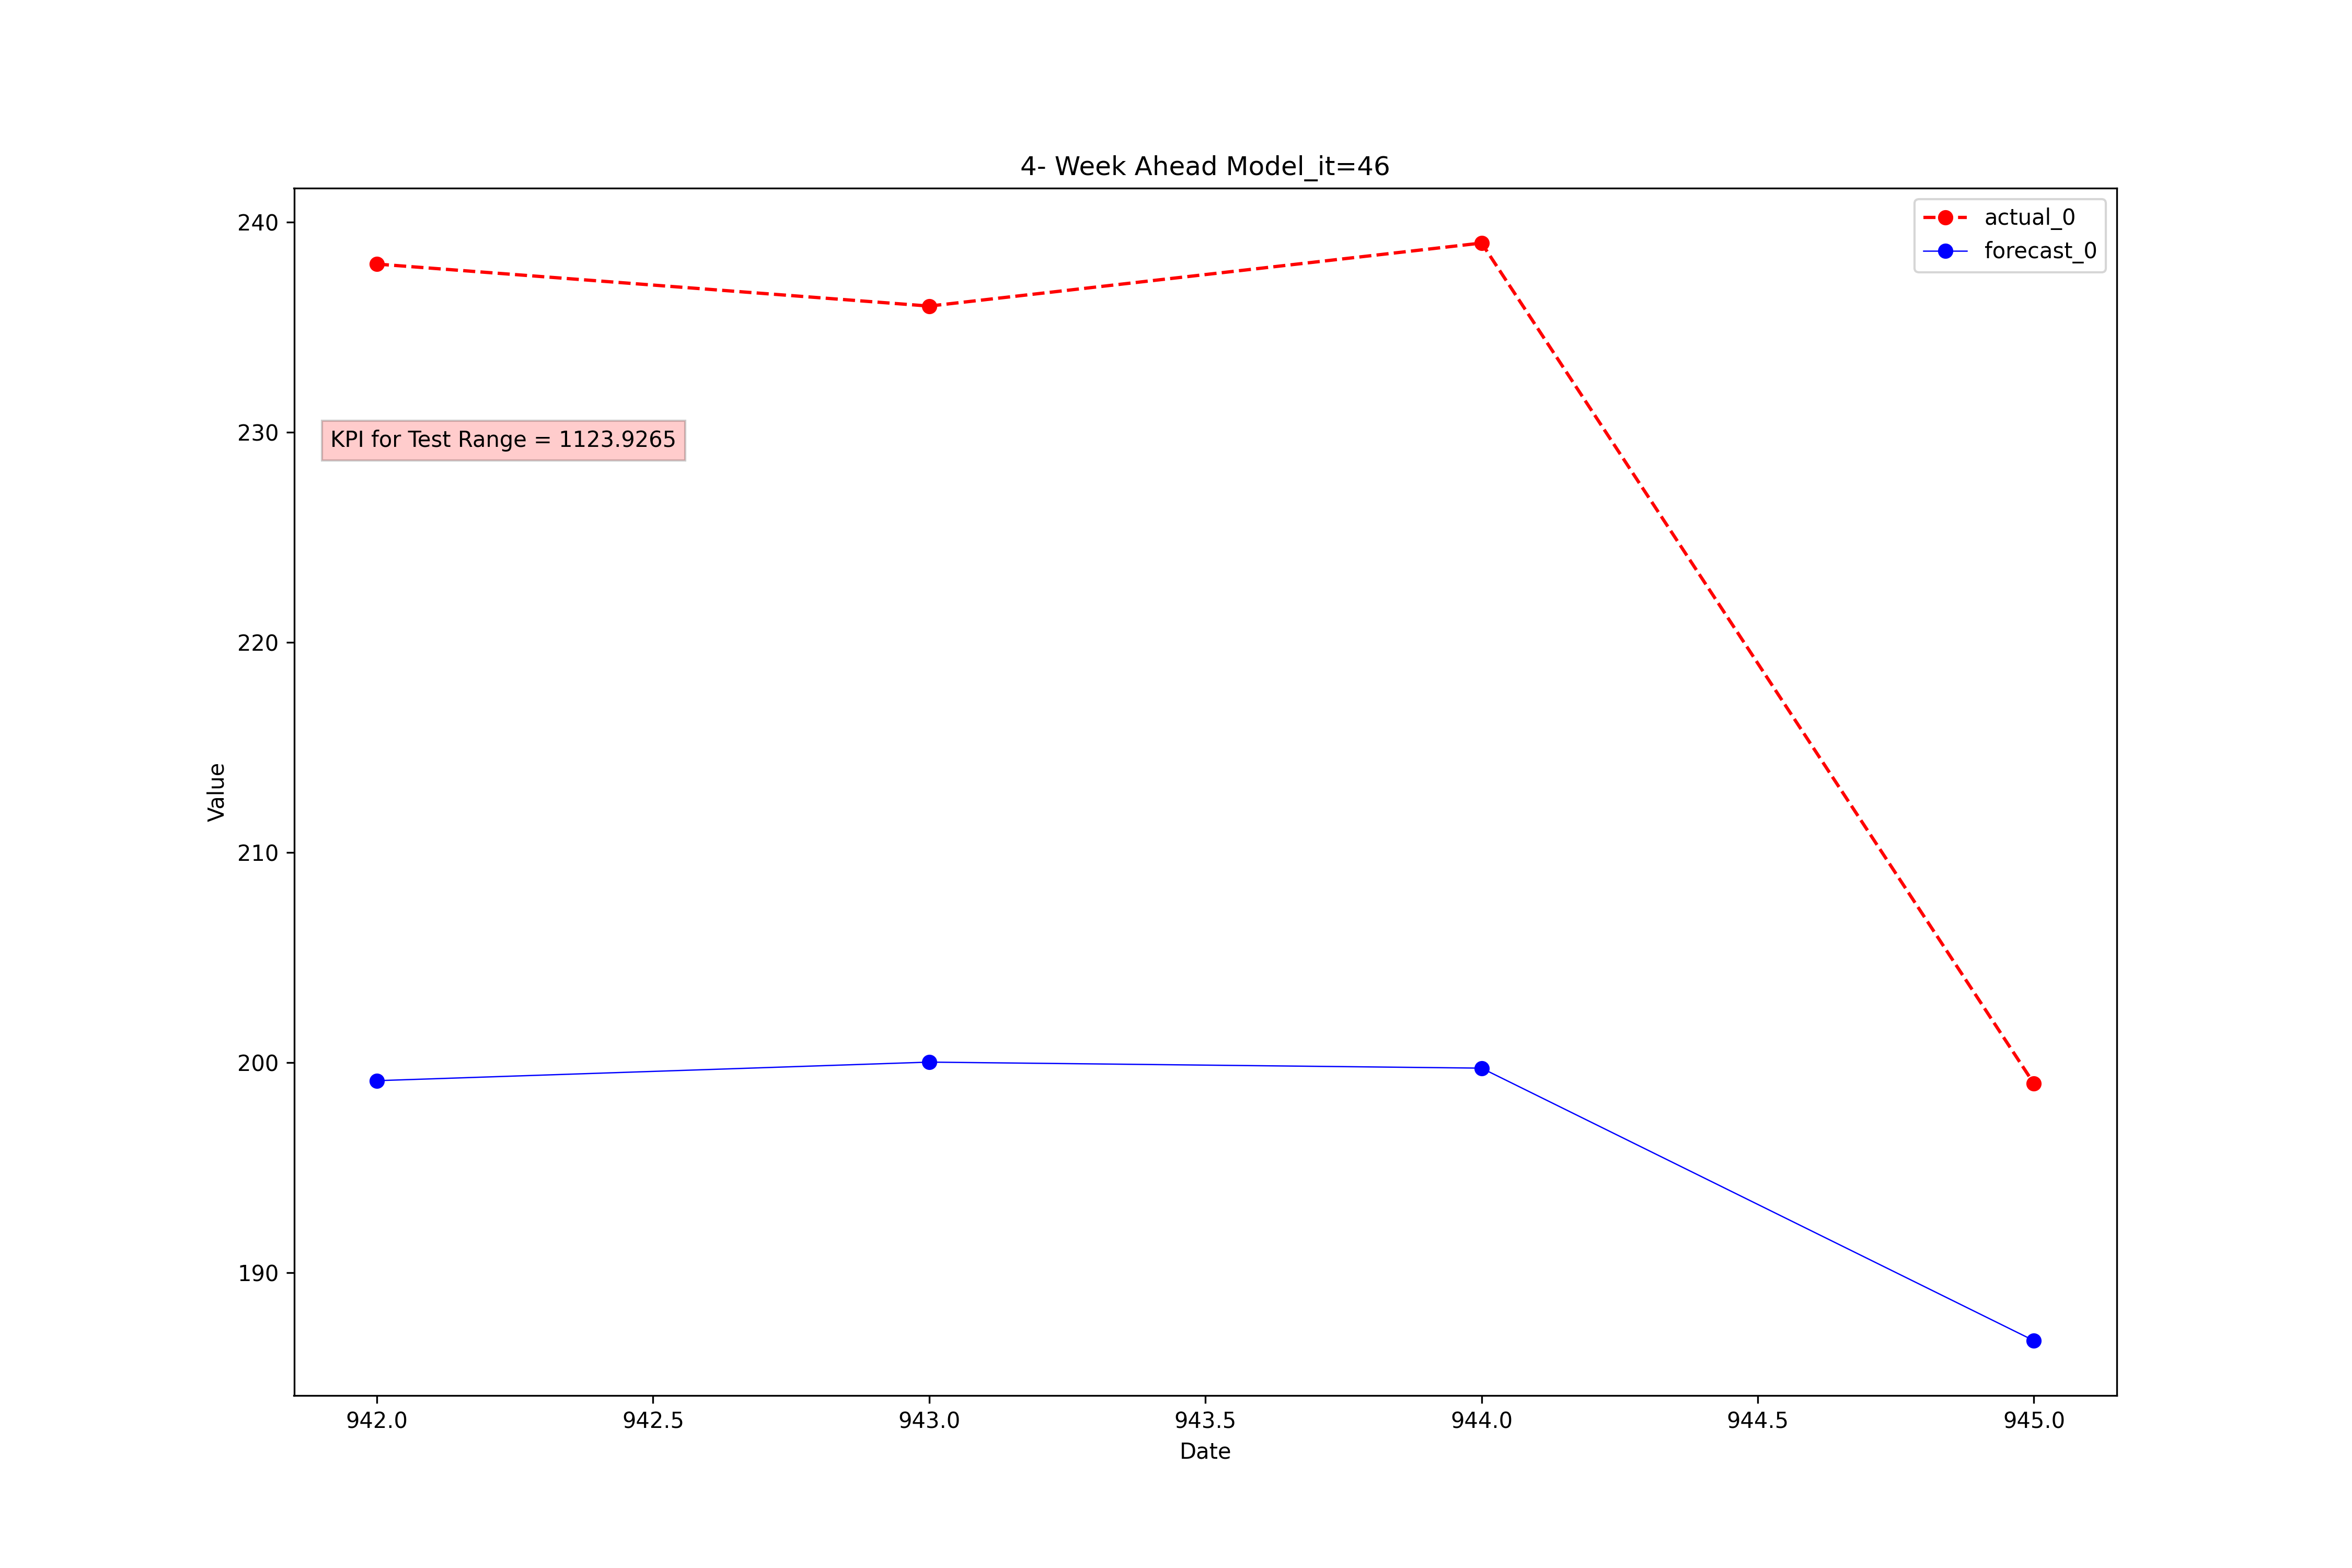 4- Week Ahead Model_it=46
actual_0
forecast_0
KPI for Test Range = 1123.9265
240
230
220
210
200
190
Value
942.0 942.5 943.0 943.5 944.0 944.5 945.0
Date